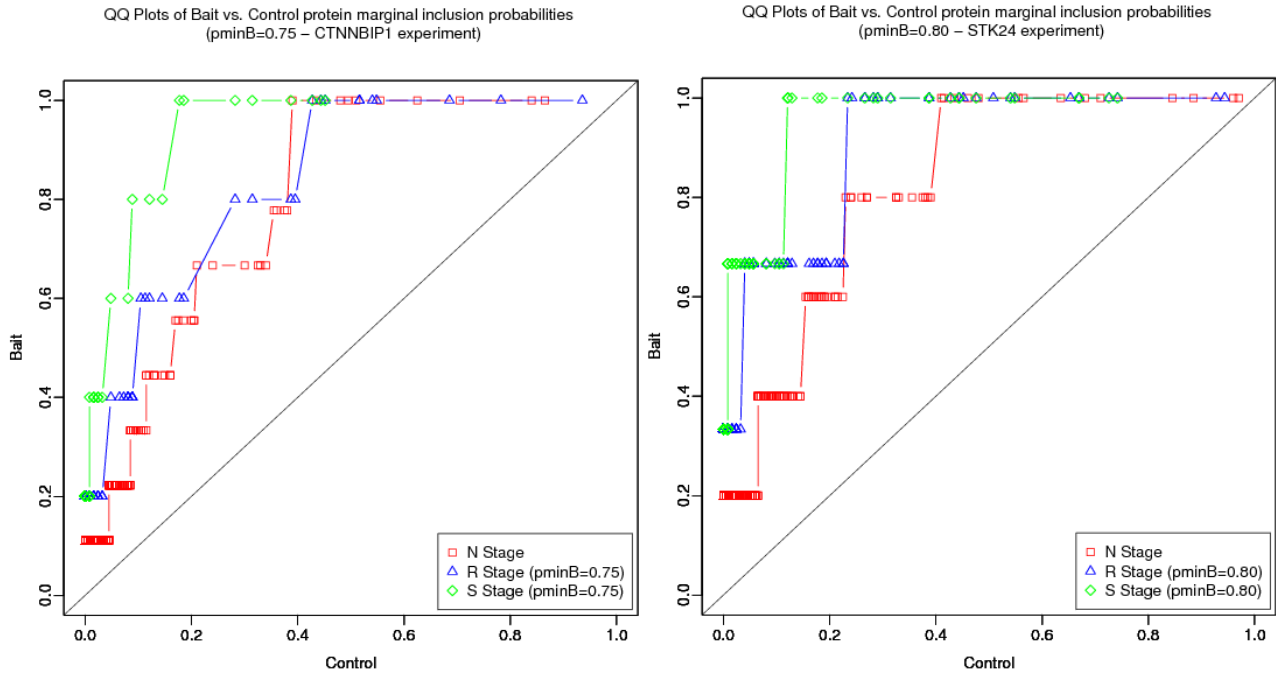 QQ Plots of Bait vs. Control protein marginal inclusion probabilities
(pminB=0.75 – CTNNBIP1 experiment)
1.0
0.8
0.6
0.4
0.2
0.0
Bait
0.0 0.2 0.4 0.6 0.8 1.0
Control
N Stage
R Stage (pminB=0.75)
S Stage (pminB=0.75)
QQ Plots of Bait vs. Control protein marginal inclusion probabilities
(pminB=0.80 – STK24 experiment)
1.0
0.8
0.6
0.4
0.2
0.0
Bait
0.0 0.2 0.4 0.6 0.8 1.0
Control
N Stage
R Stage (pminB=0.80)
S Stage (pminB=0.80)